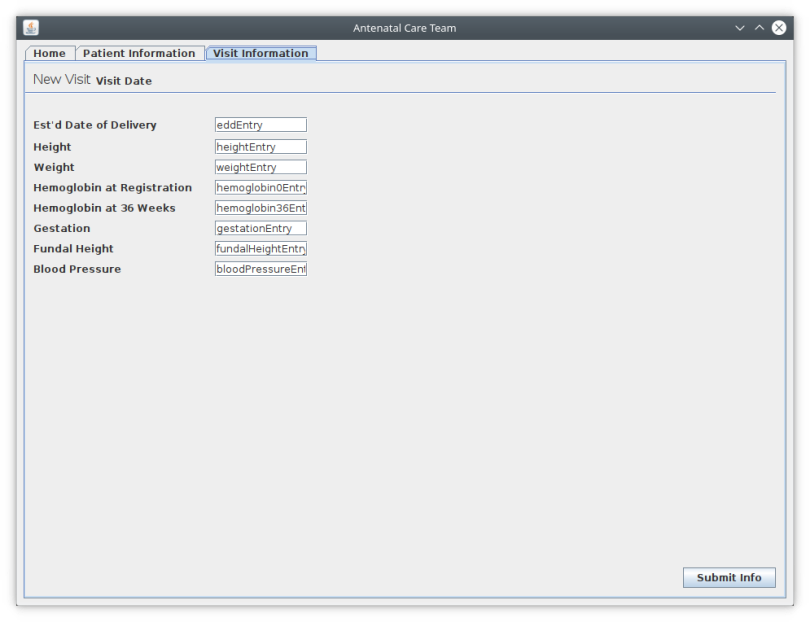 Antenatal Care Team
Home Patient Information Visit Information
New Visit Visit Date
Est'd Date of Delivery eddEntry
Height heightEntry
Weight weightEntry
Hemoglobin at Registration hemoglobin0Entry
Hemoglobin at 36 Weeks hemoglobin36Ent
Gestation gestationEntry
Fundal Height fundalHeightEntry
Blood Pressure bloodPressureEnt
Submit Info